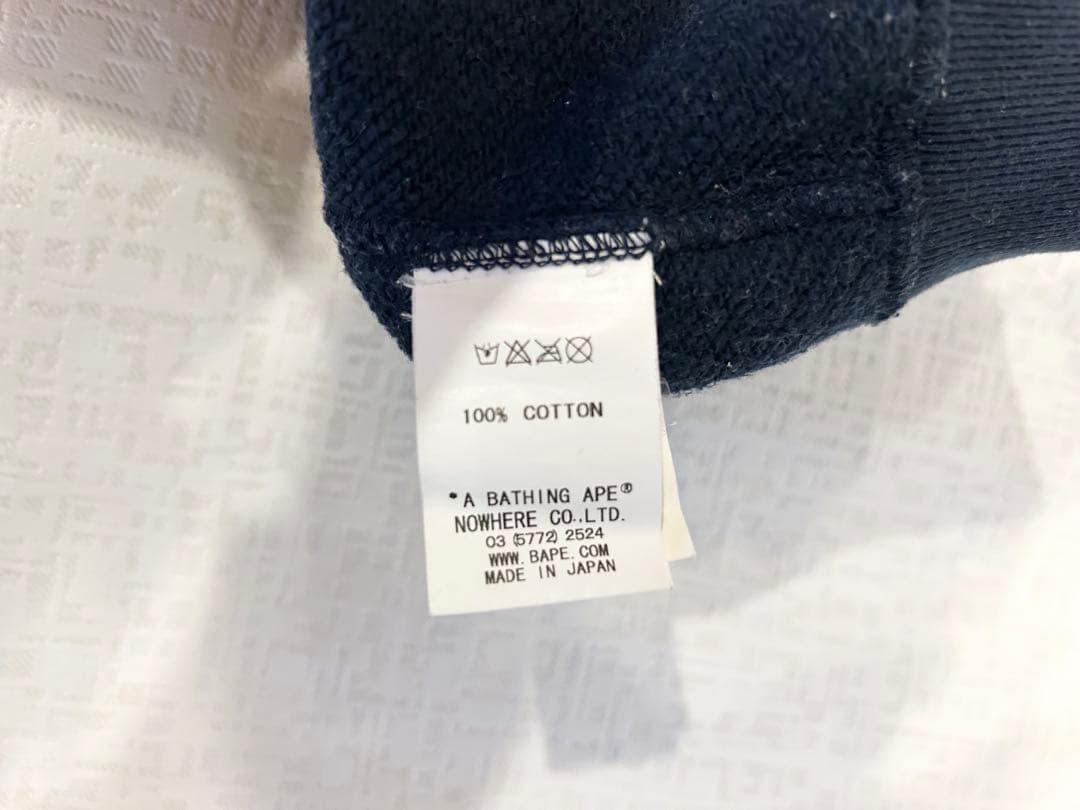 100% COTTON
*A BATHING APE®
NOWHERE CO.,LTD.
03 (5772) 2524
WWW.BAPE.COM
MADE IN JAPAN